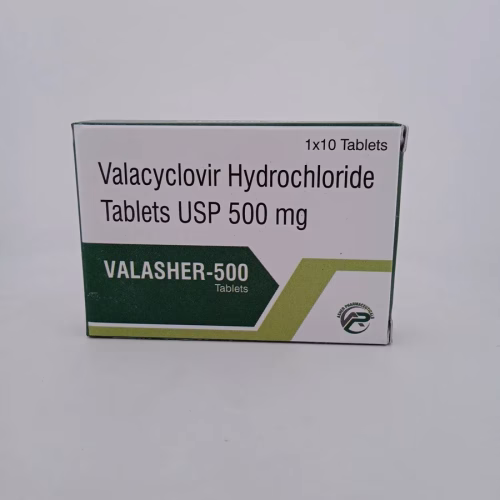 1x10 Tablets
Valacyclovir Hydrochloride
Tablets USP 500 mg
VALASHER-500
Tablets